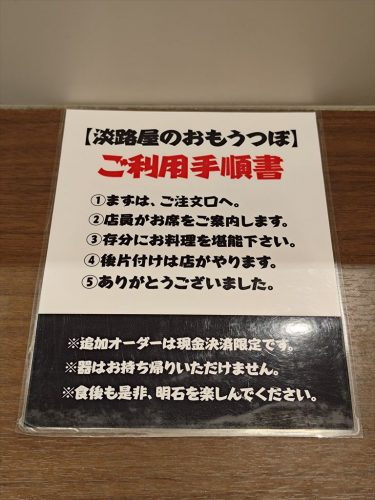 【淡路屋のおもうつぼ】
ご利用手順書
①まずは、ご注文口へ。
②店員がお席をご案内します。
③存分にお料理を堪能下さい。
④後片付けは店がやります。
⑤ありがとうございました。
※追加オーダーは現金決済限定です。
※器はお持ち帰りいただけません。
※食後も是非、明石を楽しんでください。